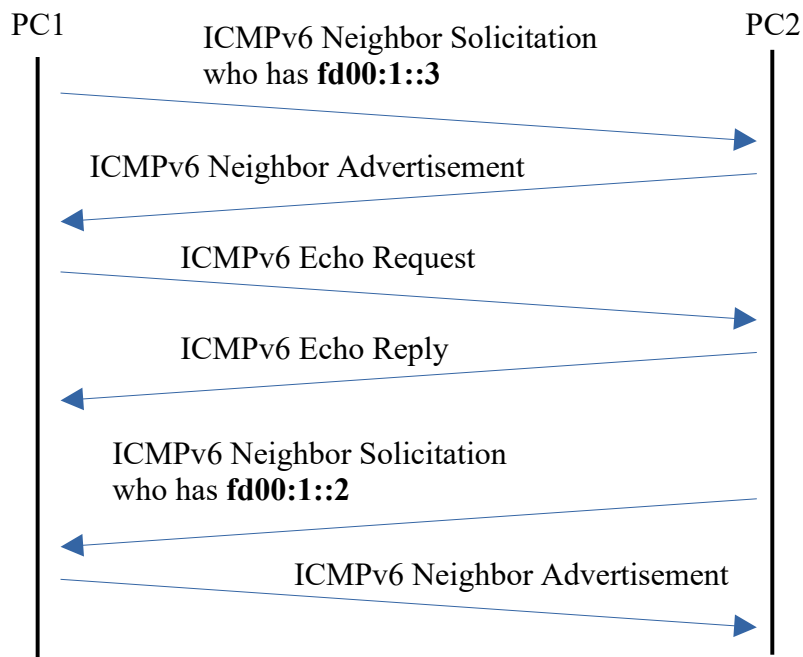 PC1
PC2
ICMPv6 Neighbor Solicitation
who has fd00:1::3
ICMPv6 Neighbor Advertisement
ICMPv6 Echo Request
ICMPv6 Echo Reply
ICMPv6 Neighbor Solicitation
who has fd00:1::2
ICMPv6 Neighbor Advertisement